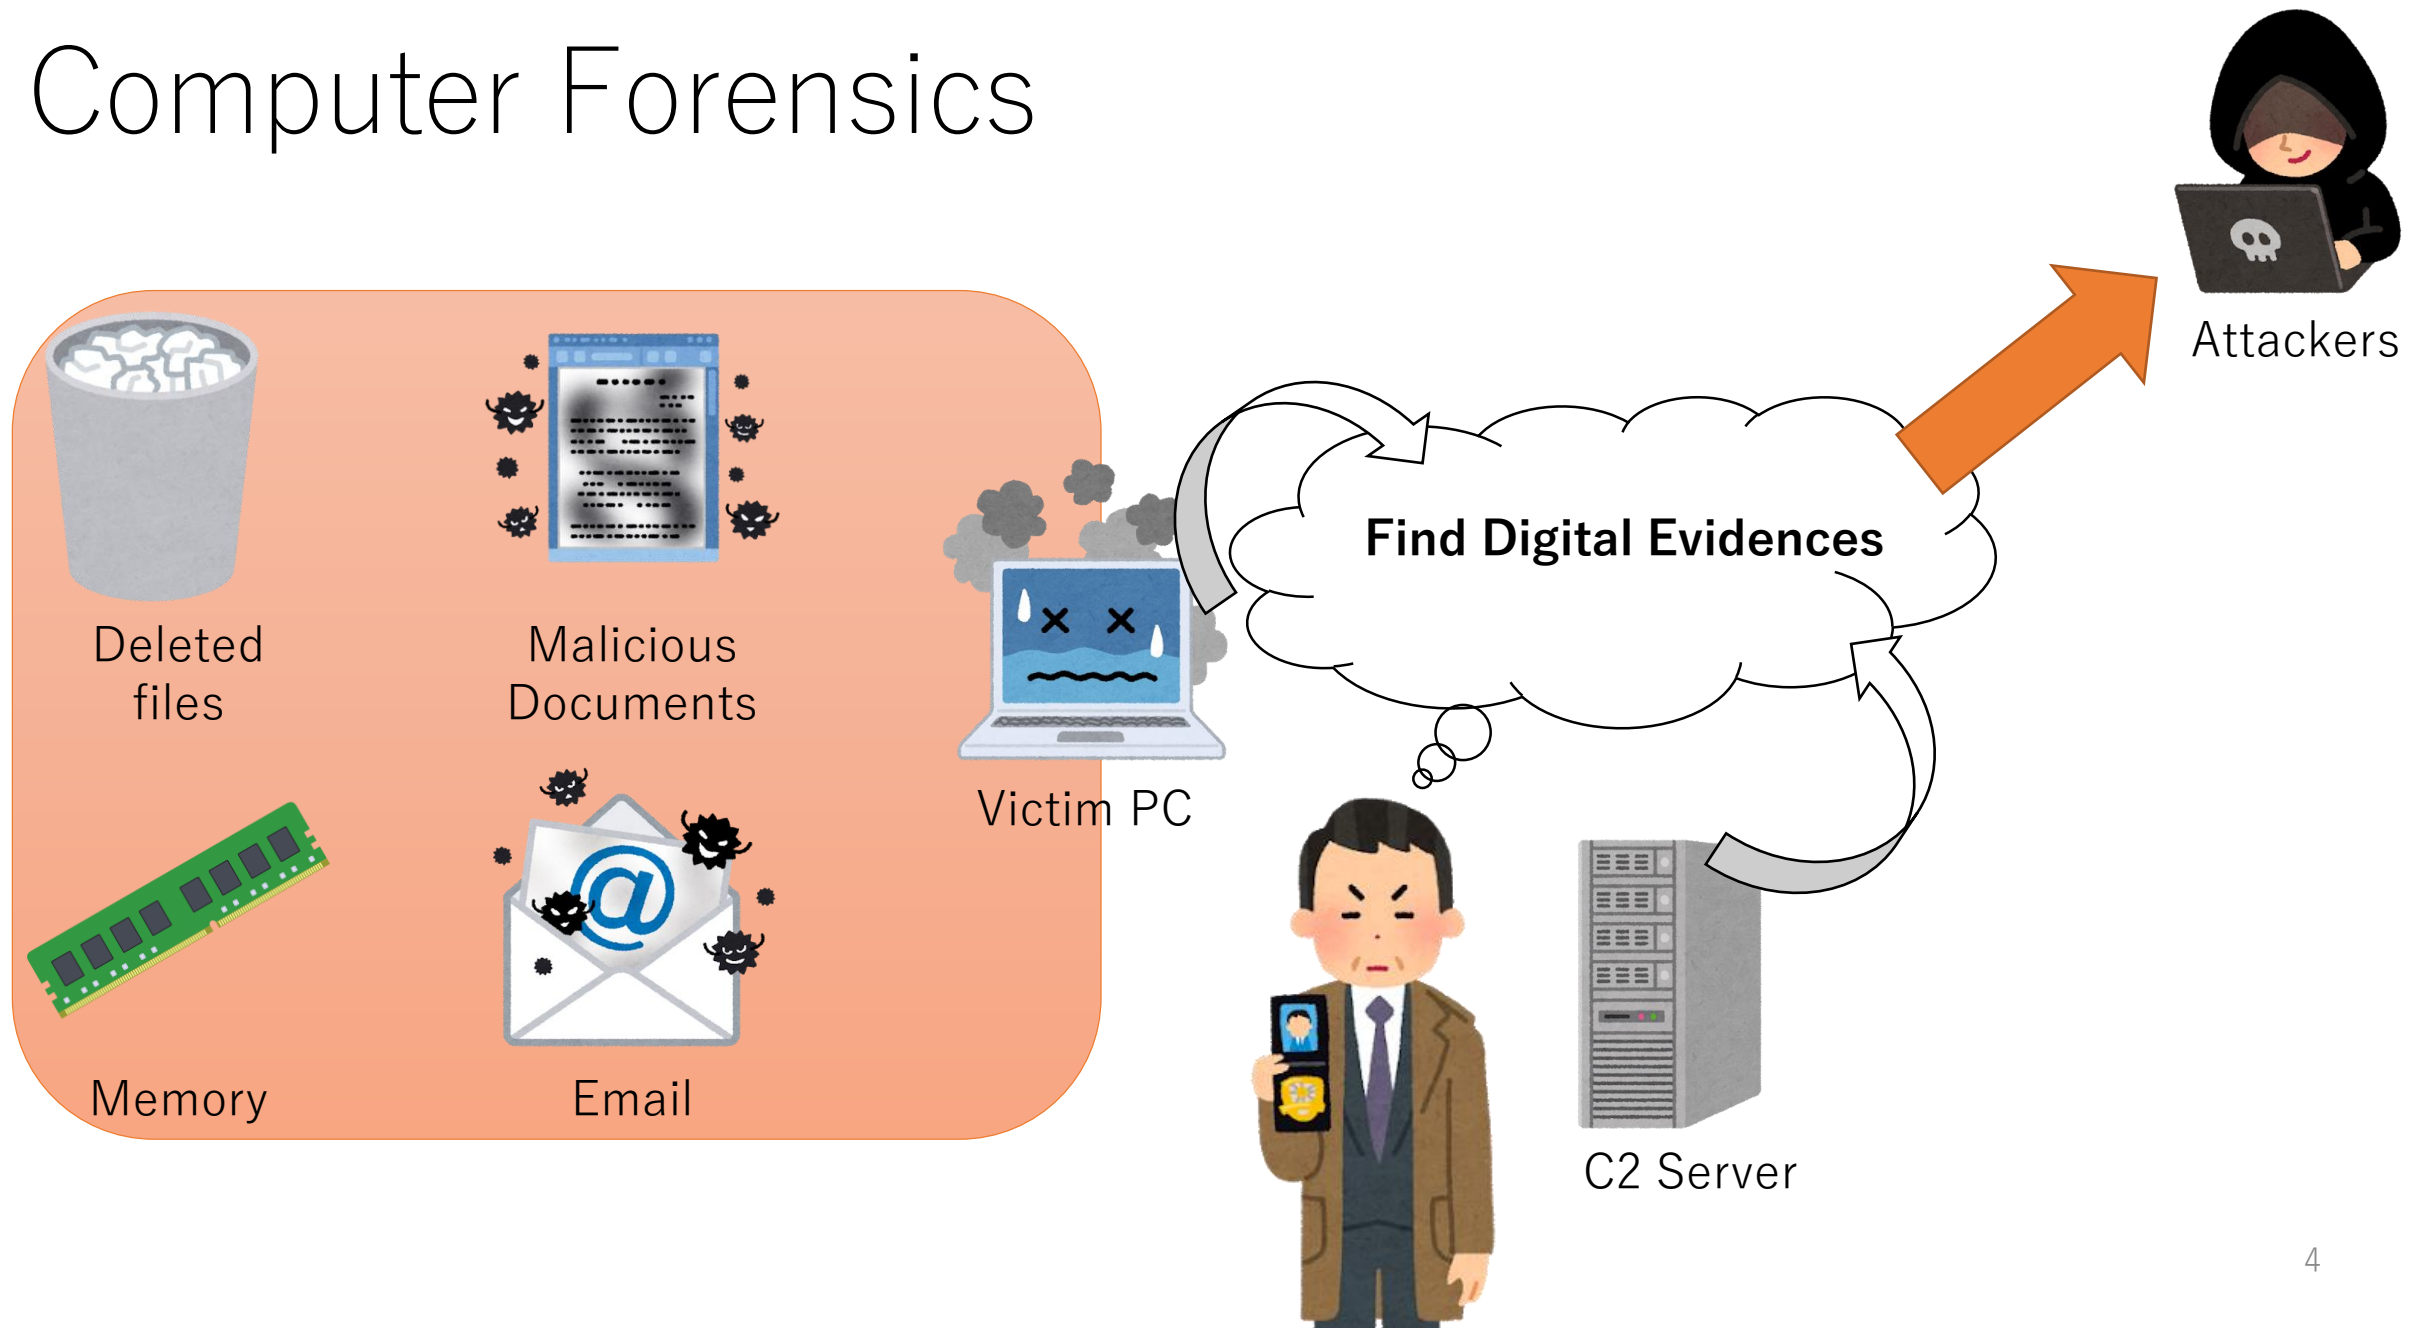 Computer Forensics
Attackers
Find Digital Evidences
Deleted
files
Malicious
Documents
Victim PC
Memory
Email
C2 Server
4